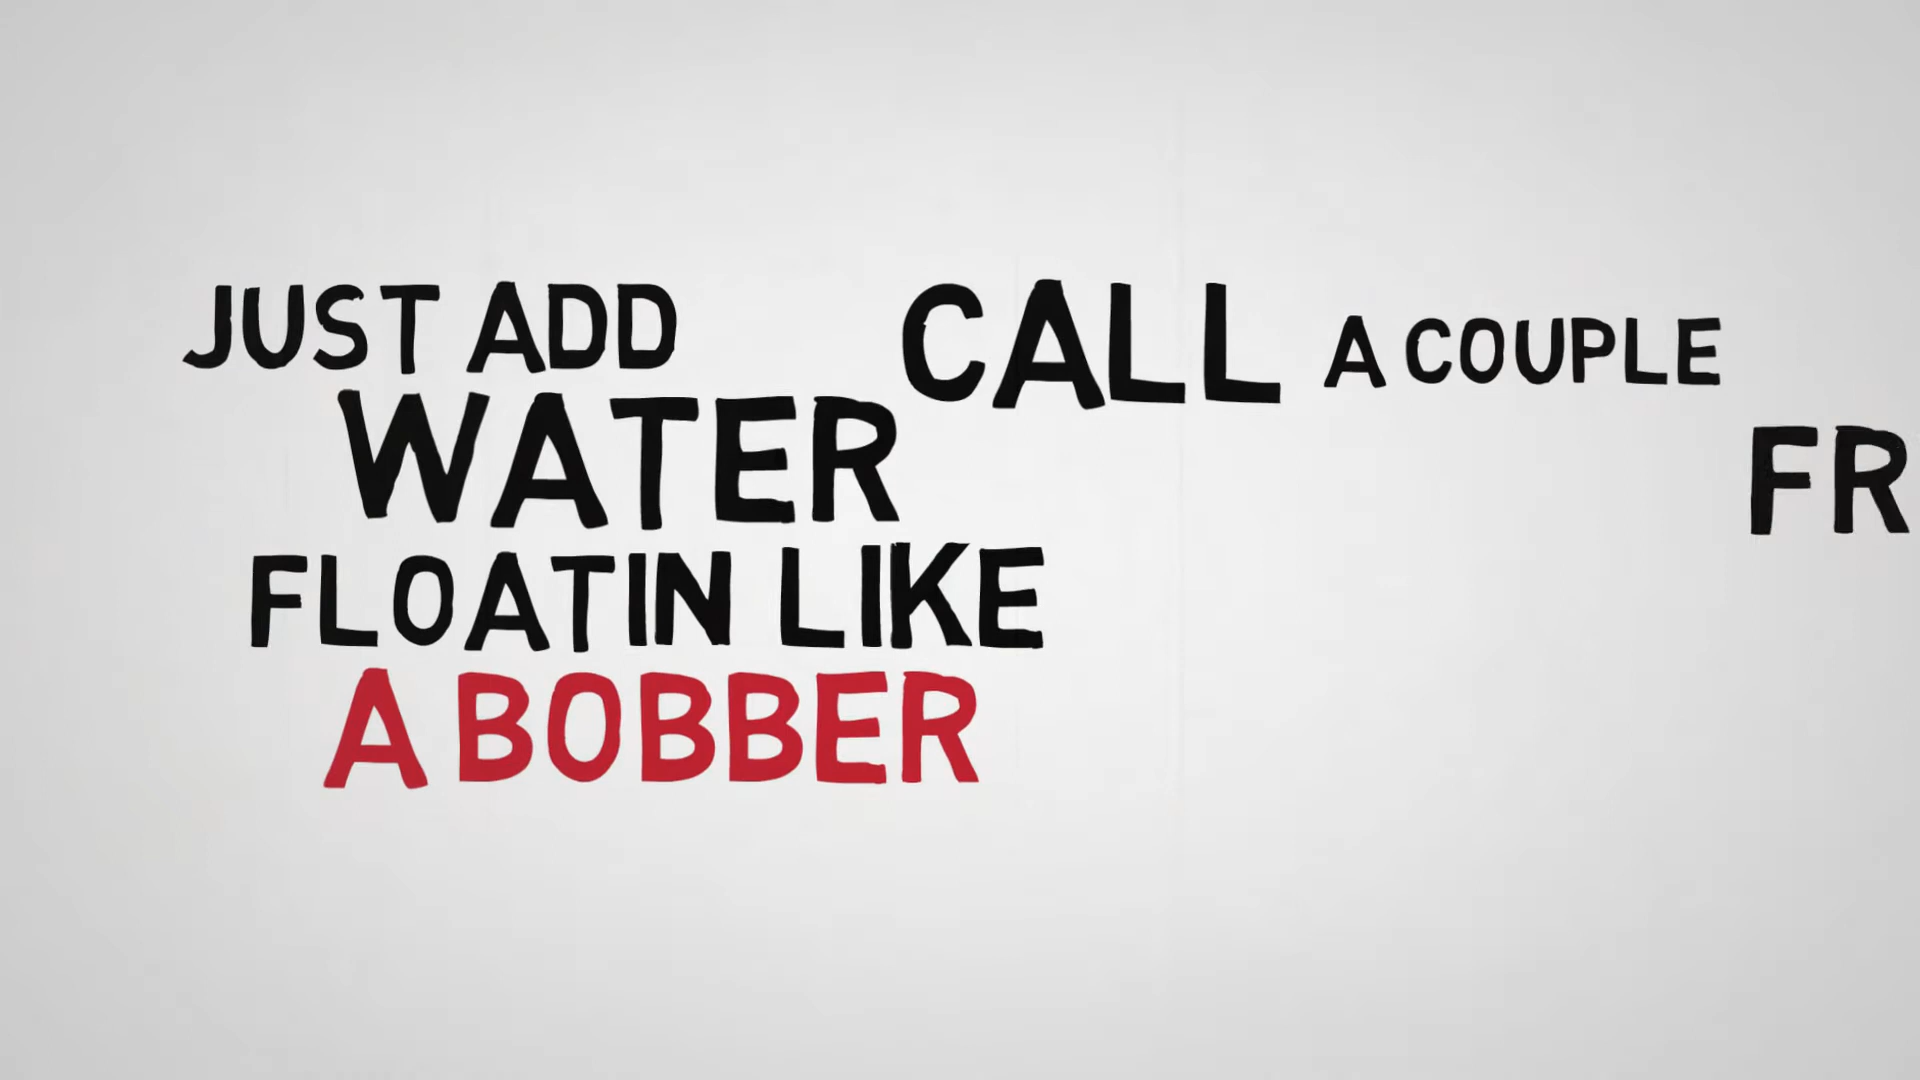 JUST ADD
WATER
FLOATIN LIKE
A BOBBER
CALL A COUPLE
FR